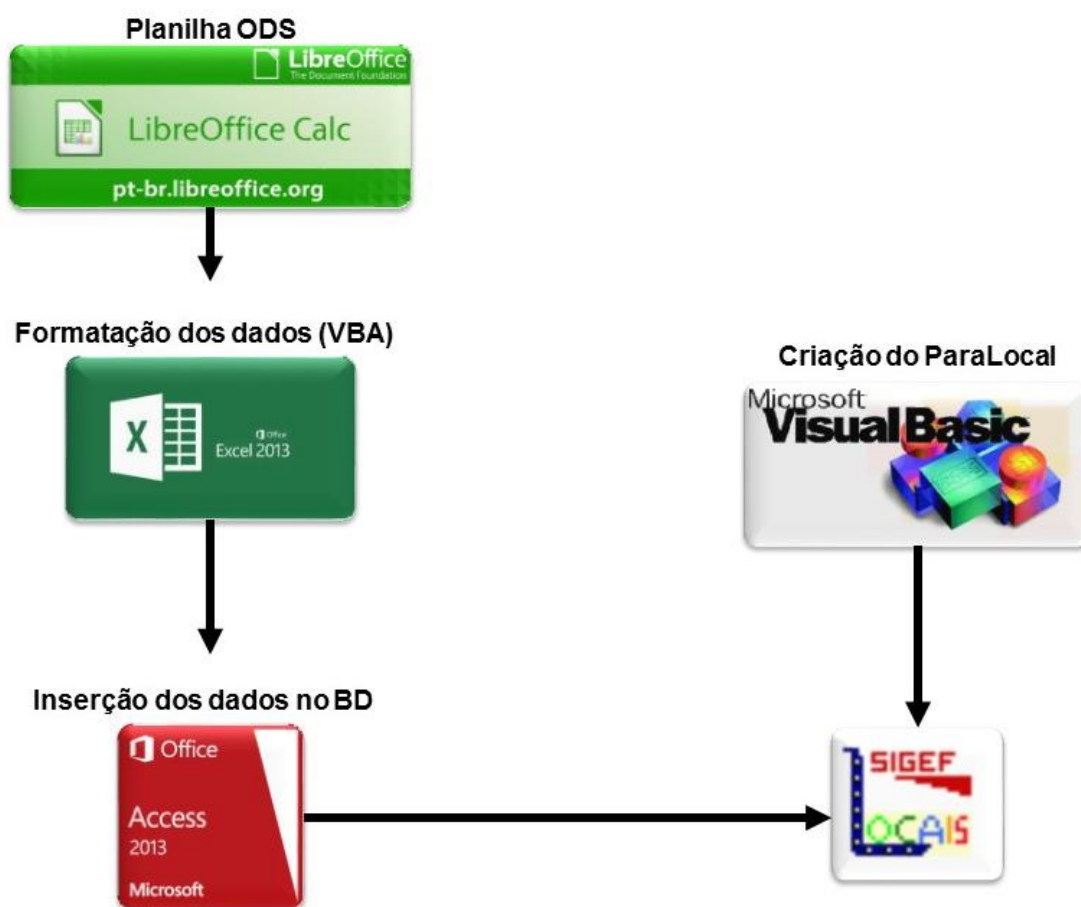 Planilha ODS
LibreOffice
The Document Foundation
LibreOffice Calc
pt-br.libreoffice.org
Formatação dos dados (VBA)
X
Office
Excel 2013
Criação do ParaLocal
Microsoft
Visual Basic
Inserção dos dados no BD
Office
Access
2013
Microsoft
SIGEF
LOCAIS